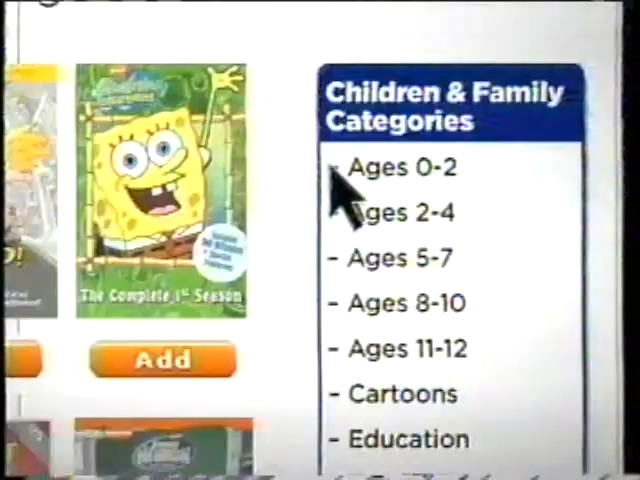 The Complete 1st Season
Add
Children & Family
Categories
- Ages 0-2
- Ages 2-4
- Ages 5-7
- Ages 8-10
- Ages 11-12
- Cartoons
- Education